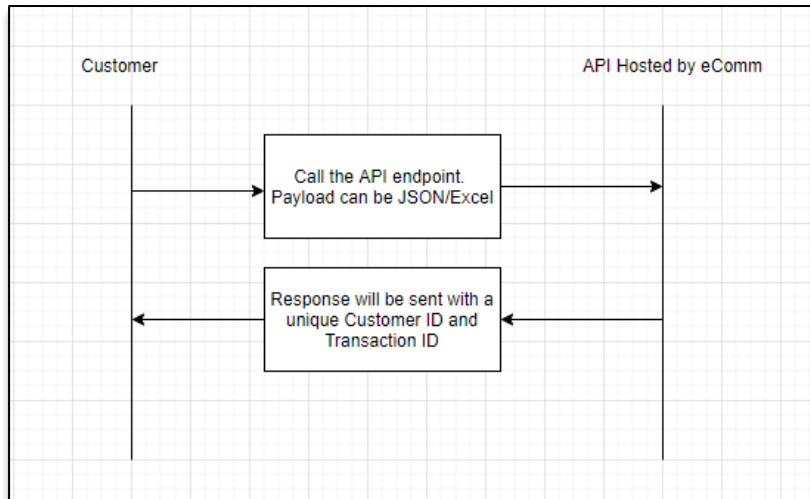 Customer
API Hosted by eComm
Call the API endpoint.
Payload can be JSON/Excel
Response will be sent with a
unique Customer ID and
Transaction ID